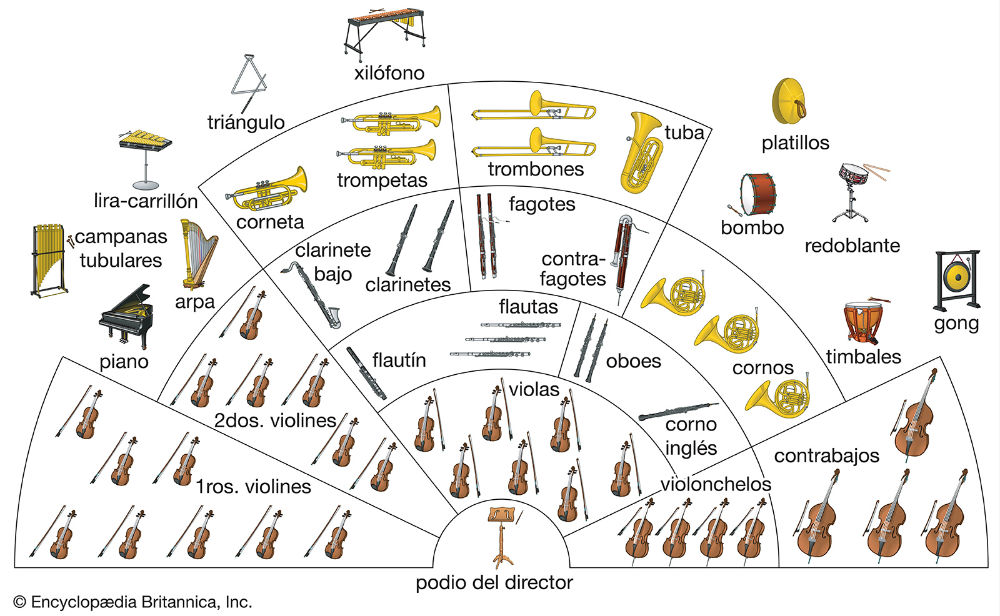 xilófono
triángulo
platillos
lira-carrillón
trompetas
trombones
tuba
corneta
bombo
redoblante
campanas
tubulares
arpa
clarinete
bajo
clarinetes
fagotes
contra-
fagotes
gong
piano
flautín
flautas
oboes
cornos
timbales
2dos. violines
violas
corno
inglés
contrabajos
1ros. violines
violonchelos
podio del director
© Encyclopædia Britannica, Inc.